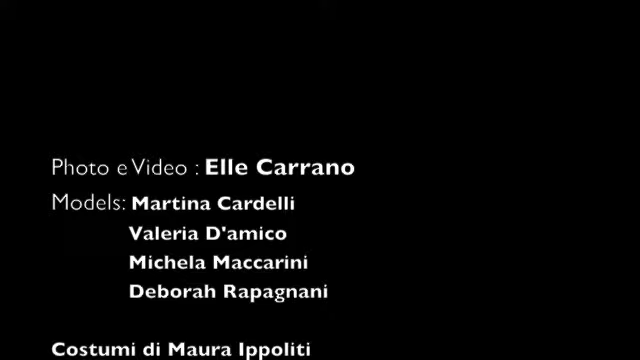 Photo e Video : Elle Carrano
Models: Martina Cardelli
Valeria D'amico
Michela Maccarini
Deborah Rapagnani
Costumi di Maura Ippoliti